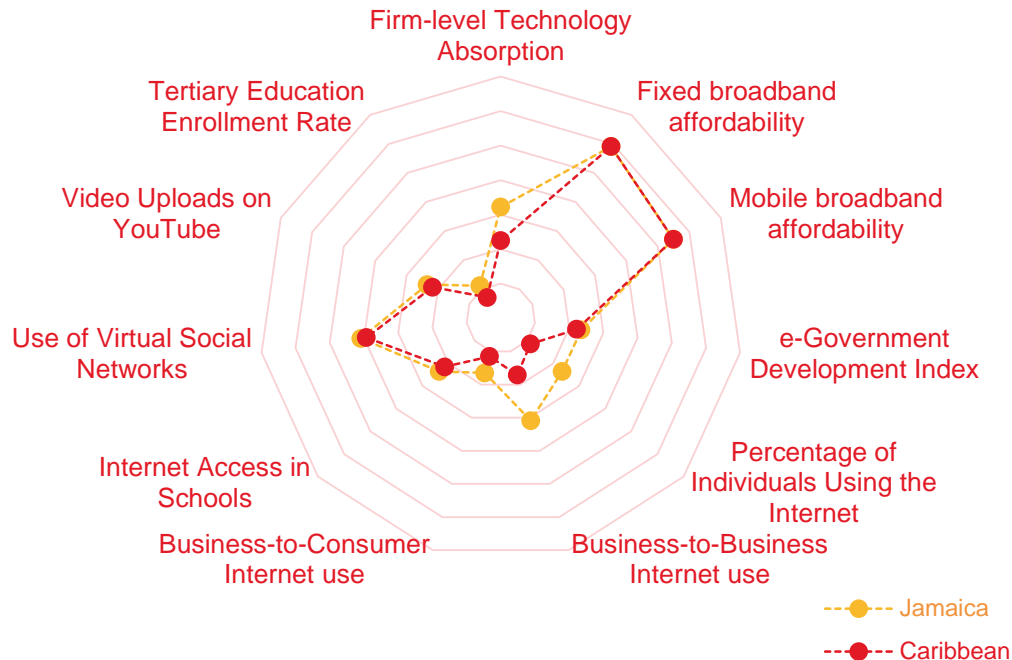 Firm-level Technology
Absorption
Fixed broadband
affordability
Mobile broadband
affordability
e-Government
Development Index
Percentage of
Individuals Using the
Internet
Business-to-Business
Internet use
Business-to-Consumer
Internet use
Internet Access in
Schools
Use of Virtual Social
Networks
Video Uploads on
YouTube
Tertiary Education
Enrollment Rate
Jamaica
Caribbean